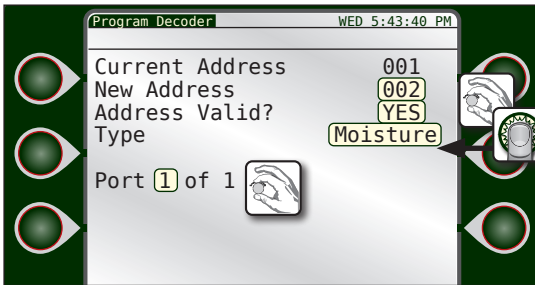 Program Decoder WED 5:43:40 PM
Current Address 001
New Address 002
Address Valid? YES
Type Moisture
Port 1 of 1